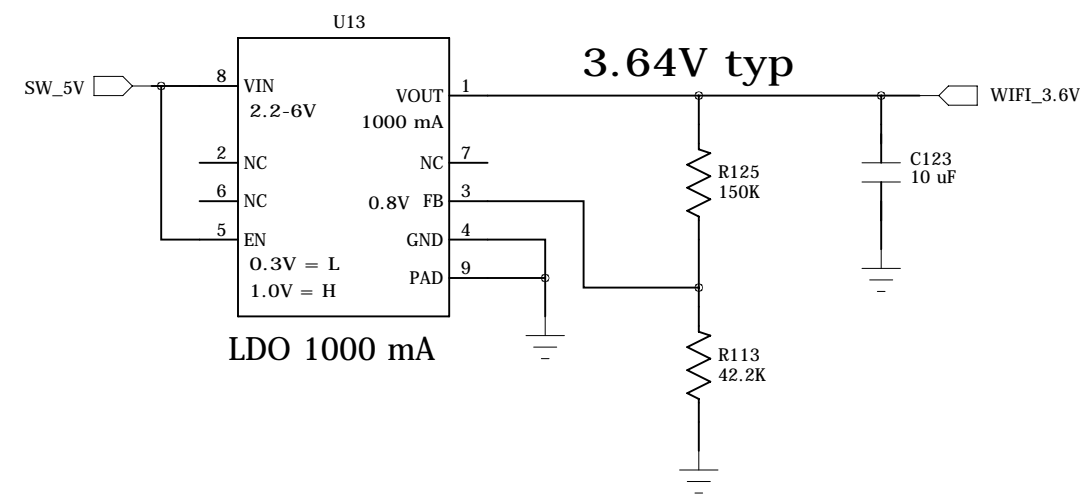 U13
3.64V typ
SW_5V
8
VIN
2.2-6V
VOUT
1
1000 mA
WIFI_3.6V
2
NC
NC
7
6
NC
0.8V FB
3
5
EN
GND
4
0.3V = L
1.0V = H
PAD
9
LDO 1000 mA
R125
150K
C123
10 uF
R113
42.2K